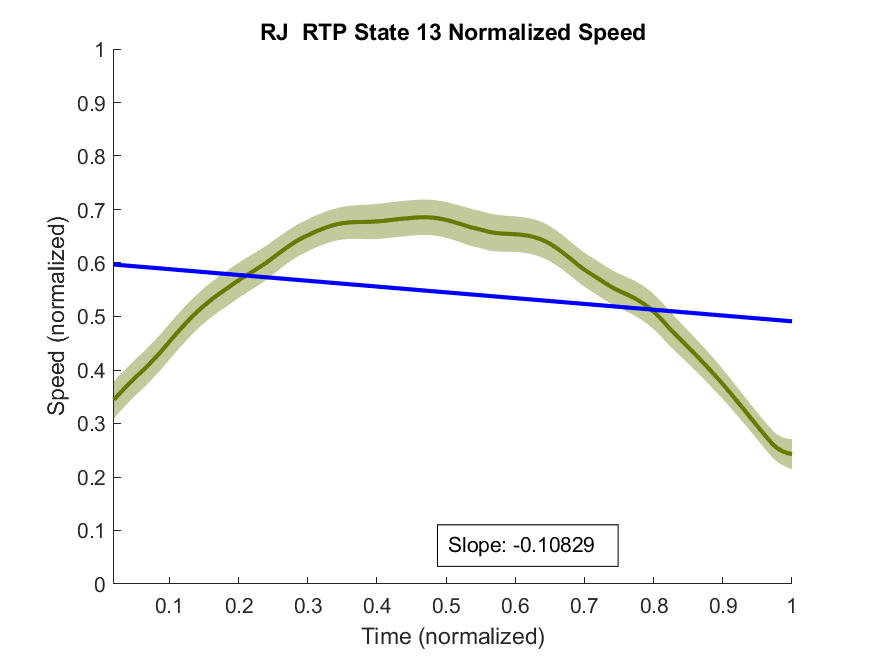 RJ  RTP State 13 Normalized Speed
1
0.9
0.8
0.7
0.6
0.5
0.4
0.3
0.2
0.1
0
Speed (normalized)
Slope: -0.10829
0.1 0.2 0.3 0.4 0.5 0.6 0.7 0.8 0.9 1
Time (normalized)